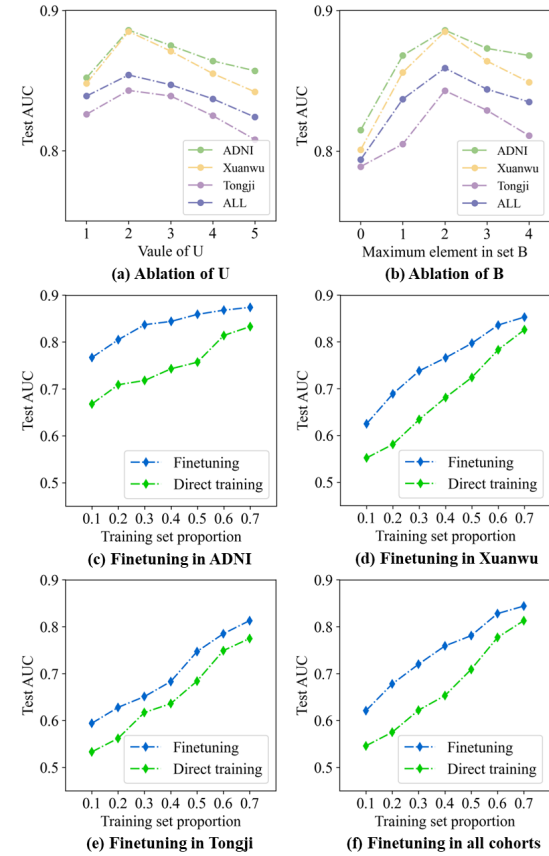 0.9
0.8
Test AUC
ADNI
Xuanwu
Tongji
ALL
1 2 3 4 5
Vaule of U
(a) Ablation of U
0.9
0.8
Test AUC
ADNI
Xuanwu
Tongji
ALL
0 1 2 3 4
Maximum element in set B
(b) Ablation of B
0.9
0.8
0.7
0.6
0.5
Test AUC
Finetuning
Direct training
0.1 0.2 0.3 0.4 0.5 0.6 0.7
Training set proportion
(c) Finetuning in ADNI
0.9
0.8
0.7
0.6
0.5
Test AUC
Finetuning
Direct training
0.1 0.2 0.3 0.4 0.5 0.6 0.7
Training set proportion
(d) Finetuning in Xuanwu
0.9
0.8
0.7
0.6
0.5
Test AUC
Finetuning
Direct training
0.1 0.2 0.3 0.4 0.5 0.6 0.7
Training set proportion
(e) Finetuning in Tongji
0.9
0.8
0.7
0.6
0.5
Test AUC
Finetuning
Direct training
0.1 0.2 0.3 0.4 0.5 0.6 0.7
Training set proportion
(f) Finetuning in all cohorts